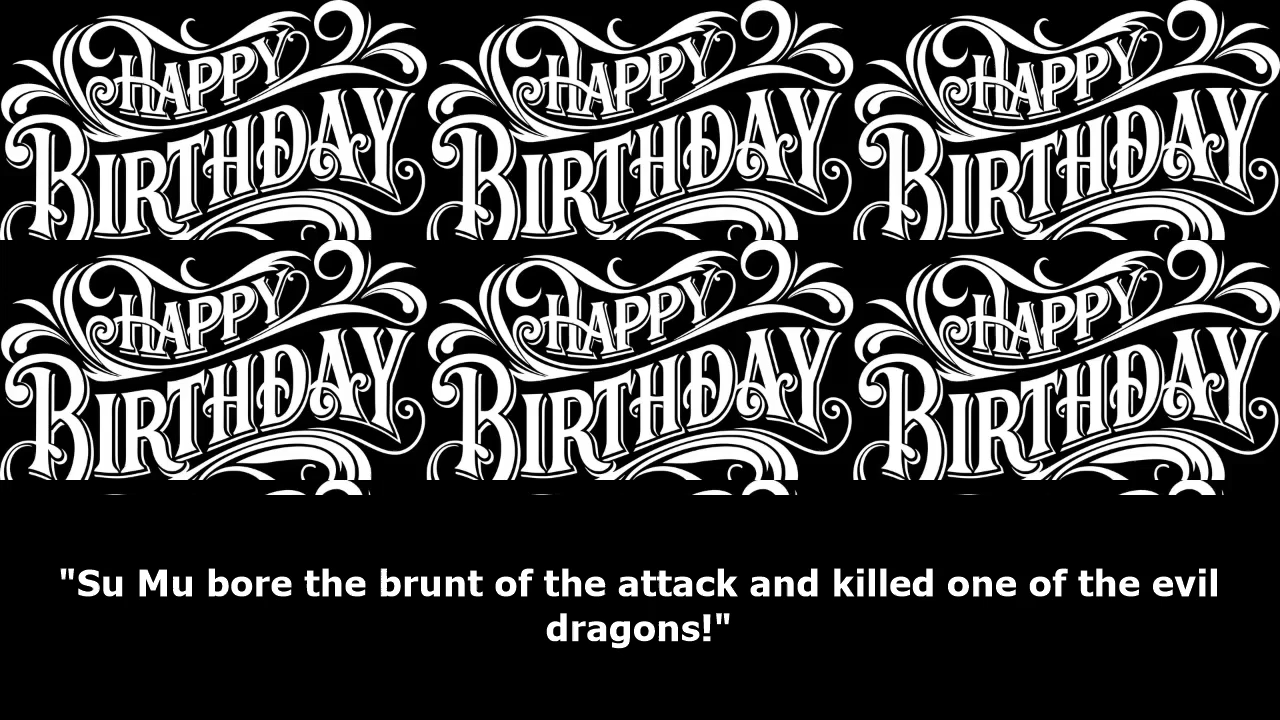 HAPPY HAPPY HAPPY
BIRTHDAY BIRTHDAY BIRTHDAY
HAPPY HAPPY HAPPY
BIRTHDAY BIRTHDAY BIRTHDAY
"Su Mu bore the brunt of the attack and killed one of the evil
dragons!"